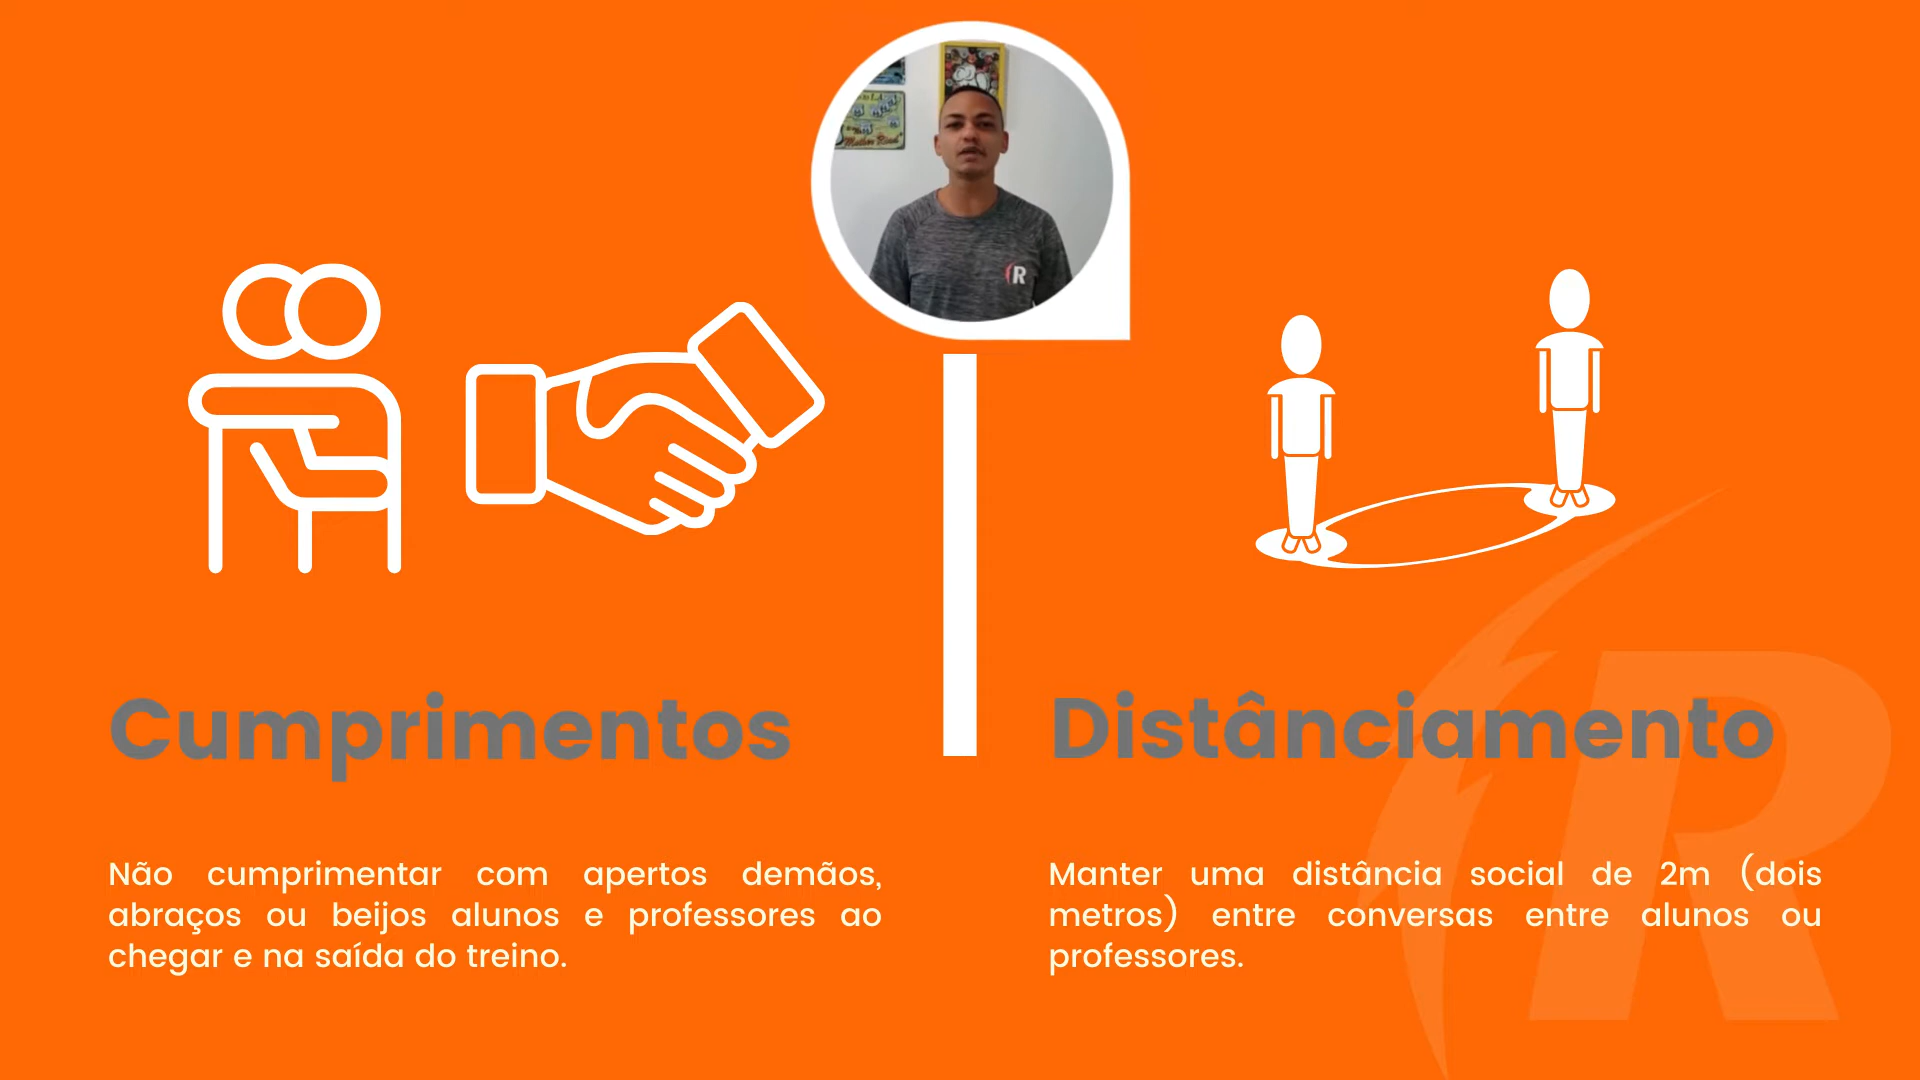 R
Cumprimentos
Não cumprimentar com apertos demãos,
abraços ou beijos alunos e professores ao
chegar e na saída do treino.
Distânciamento
Manter uma distância social de 2m (dois
metros) entre conversas entre alunos ou
professores.
R